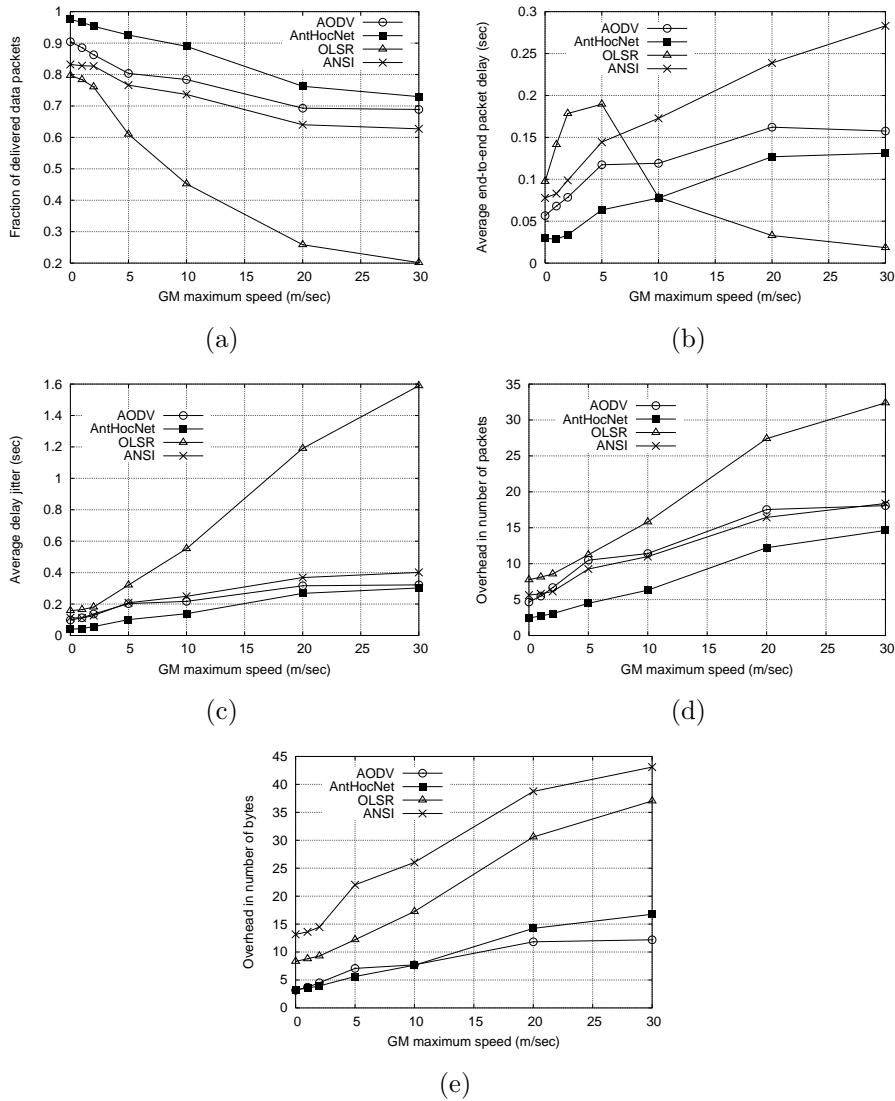 1
0.9
0.8
0.7
0.6
0.5
0.4
0.3
0.2
Fraction of delivered data packets
AODV
AntHocNet
OLSR
ANSI
0 5 10 15 20 25 30
GM maximum speed (m/sec)
(a)
0.3
0.25
0.2
0.15
0.1
0.05
0
Average end-to-end packet delay (sec)
AODV
AntHocNet
OLSR
ANSI
0 5 10 15 20 25 30
GM maximum speed (m/sec)
(b)
1.6
1.4
1.2
1
0.8
0.6
0.4
0.2
0
Average delay jitter (sec)
AODV
AntHocNet
OLSR
ANSI
0 5 10 15 20 25 30
GM maximum speed (m/sec)
(c)
35
30
25
20
15
10
5
0
Overhead in number of packets
AODV
AntHocNet
OLSR
ANSI
0 5 10 15 20 25 30
GM maximum speed (m/sec)
(d)
45
40
35
30
25
20
15
10
5
0
Overhead in number of bytes
AODV
AntHocNet
OLSR
ANSI
0 5 10 15 20 25 30
GM maximum speed (m/sec)
(e)